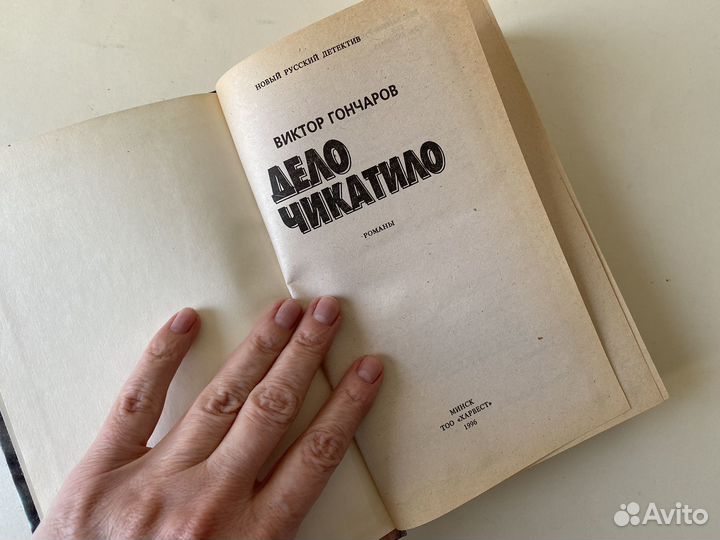 НОВЫЙ РУССКИЙ ДЕТЕКТИВ
ВИКТОР ГОНЧАРОВ
ДЕЛО
ЧИКАТИЛО
РОМАНЫ
МИНСК
ТОО «ХАРВЕСТ»
1996
Avito